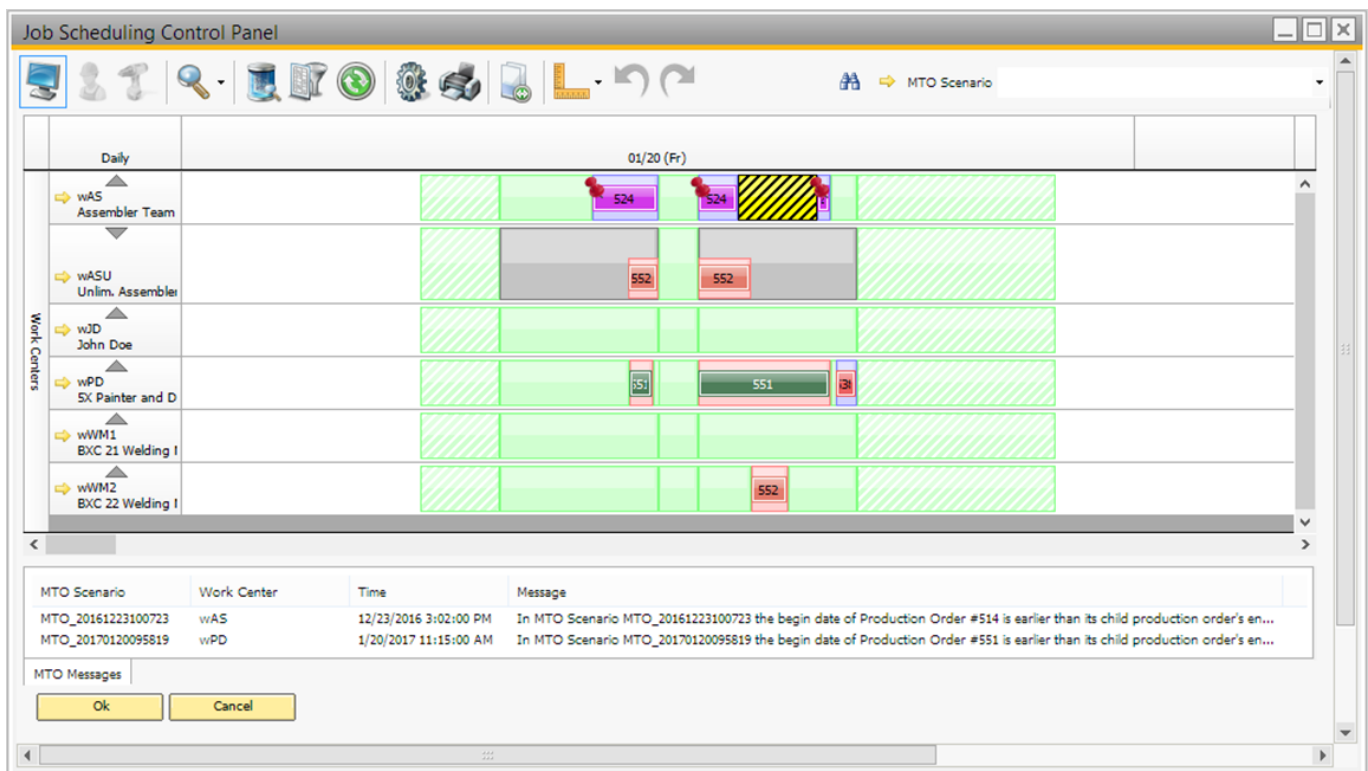 Job Scheduling Control Panel
MTO Scenario
Daily
01/20 (Fr)
Work Centers
wAS
Assembler Team
524
524
wASU
Unlim. Assembler
552
552
wJD
John Doe
wPD
5X Painter and D
551
551
wWM1
BXC 21 Welding
wWM2
BXC 22 Welding
552
MTO Scenario Work Center Time Message
MTO_20161223100723 wAS 12/23/2016 3:02:00 PM In MTO Scenario MTO_20161223100723 the begin date of Production Order #514 is earlier than its child production order's en...
MTO_20170120095819 wPD 1/20/2017 11:15:00 AM In MTO Scenario MTO_20170120095819 the begin date of Production Order #551 is earlier than its child production order's en...
MTO Messages
Ok Cancel